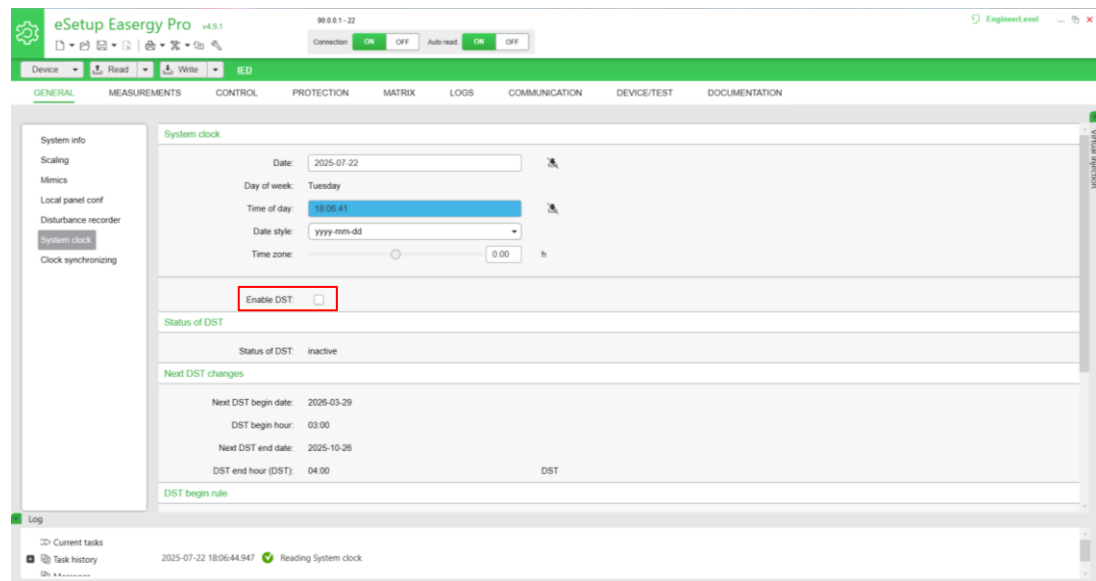 eSetup Easergy Pro v4.9.1
90.0.0.1 - 22
EngineerLevel
Connection: ON OFF Auto read: ON OFF
Device Read Write IED
GENERAL MEASUREMENTS CONTROL PROTECTION MATRIX LOGS COMMUNICATION DEVICE/TEST DOCUMENTATION
System info
Scaling
Mimics
Local panel conf
Disturbance recorder
System clock
Clock synchronizing
System clock
Date: 2025-07-22
Day of week: Tuesday
Time of day: 18:06:41
Date style: yyyy-mm-dd
Time zone: 0.00 h
Enable DST:
Status of DST
Status of DST: inactive
Next DST changes
Next DST begin date: 2026-03-29
DST begin hour: 03:00
Next DST end date: 2025-10-26
DST end hour (DST): 04:00 DST
DST begin rule
Virtual injection
Log
Current tasks
Task history
2025-07-22 18:06:44.947 Reading System clock